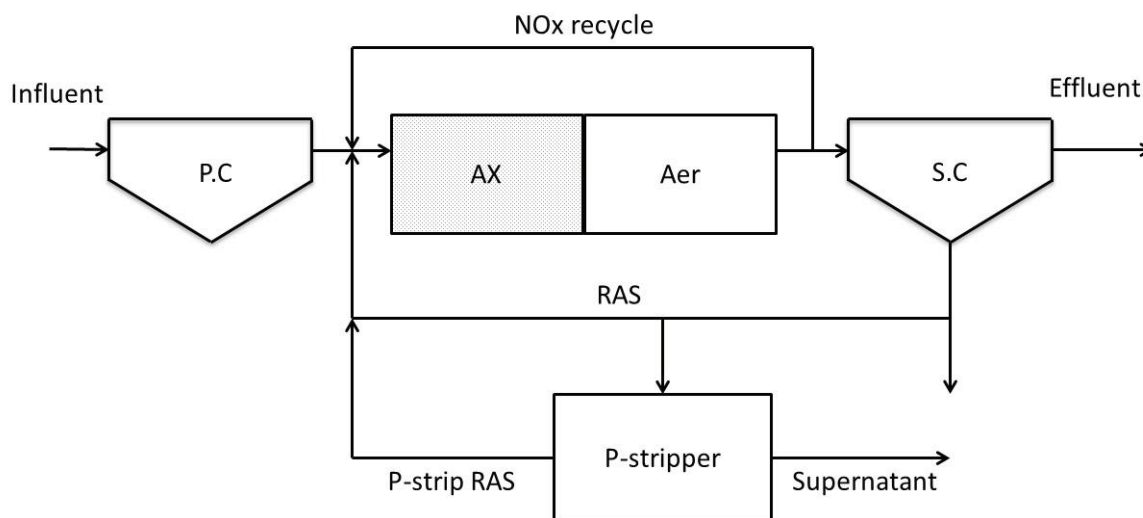 NOx recycle
Influent
Effluent
P.C
AX
Aer
S.C
RAS
P-stripper
P-strip RAS
Supernatant